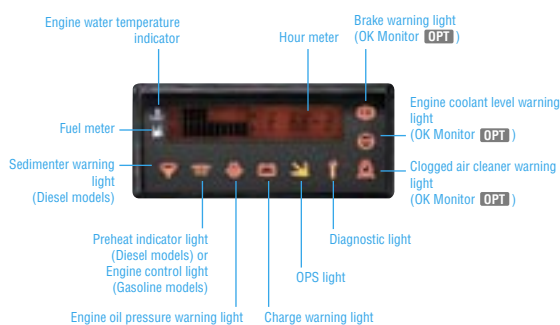 Engine water temperature
indicator
Hour meter
Brake warning light
(OK Monitor OPT )
Fuel meter
Engine coolant level warning
light
(OK Monitor OPT )
Sedimenter warning
light
(Diesel models)
Clogged air cleaner warning
light
(OK Monitor OPT )
Preheat indicator light
(Diesel models) or
Engine control light
(Gasoline models)
Diagnostic light
OPS light
Engine oil pressure warning light
Charge warning light